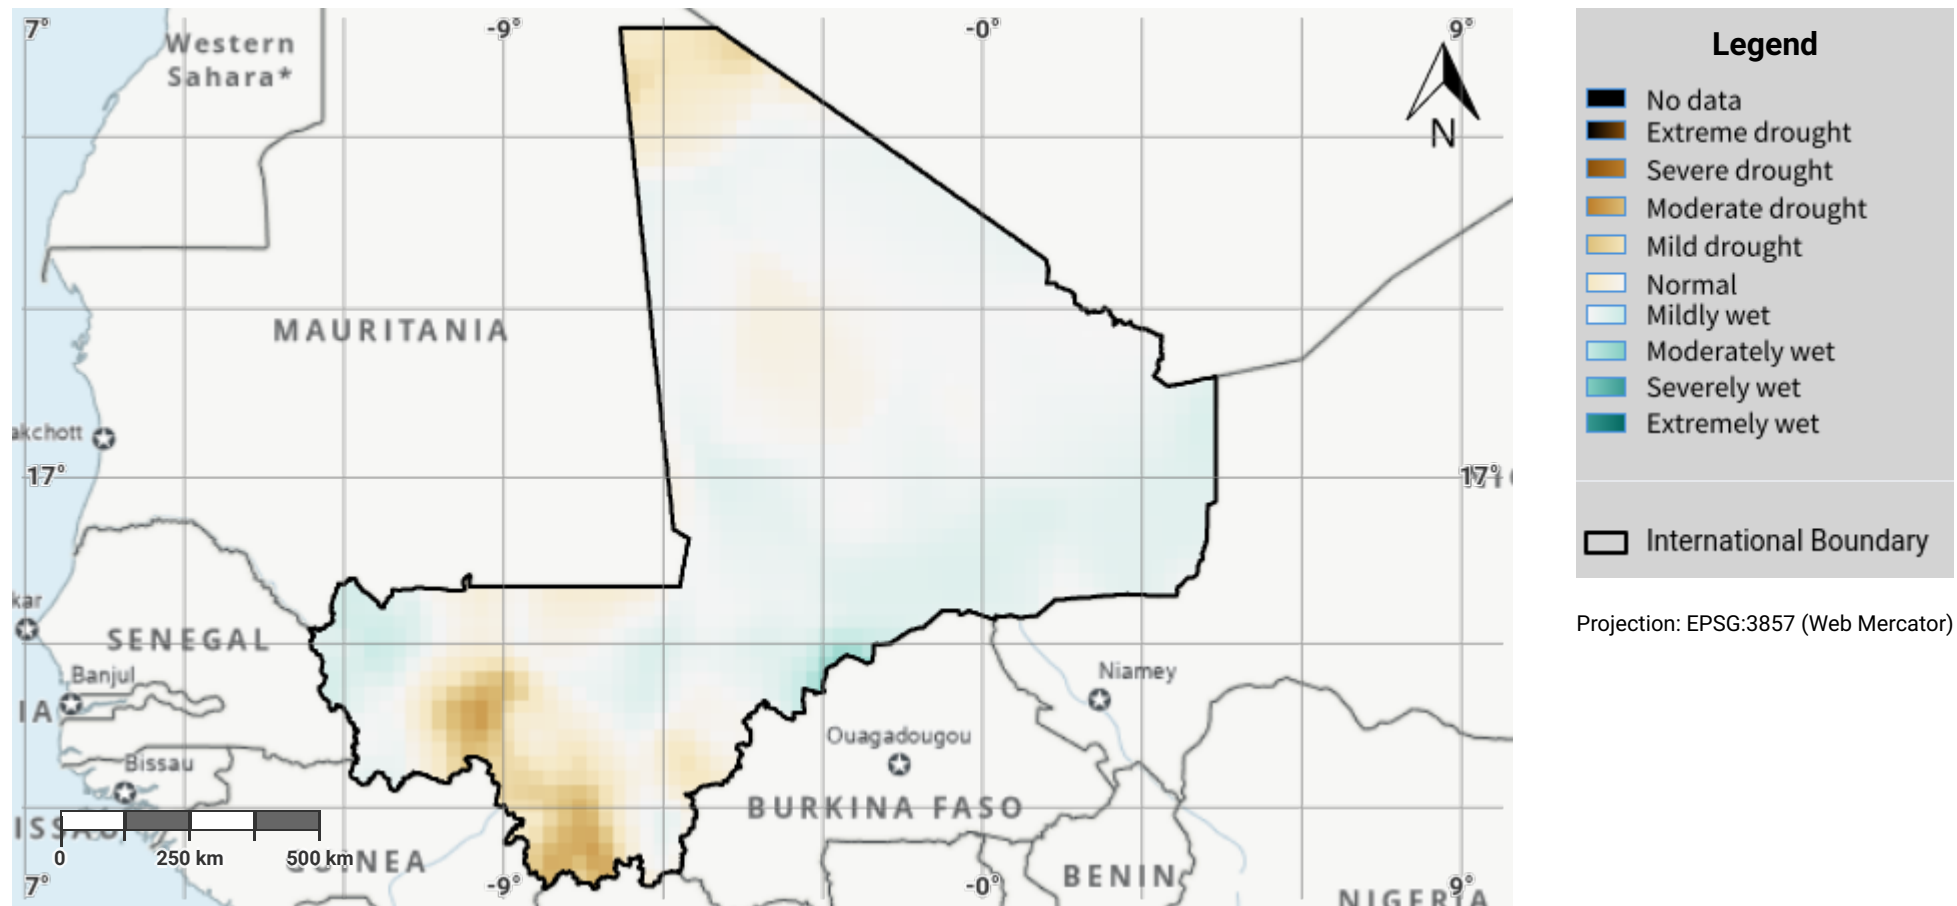 7°
-9°
-0°
9°
Western
Sahara*
N
MAURITANIA
akchott
17°
17°
kar
SENEGAL
Banjul
IA
Niamey
Ouagadougou
Bissau
BURKINA FASO
ISSAU
0
250 km
500 km
NEA
BENIN
7°
-9°
-0°
9°
NIGERIA
Legend
No data
Extreme drought
Severe drought
Moderate drought
Mild drought
Normal
Mildly wet
Moderately wet
Severely wet
Extremely wet
International Boundary
Projection: EPSG:3857 (Web Mercator)